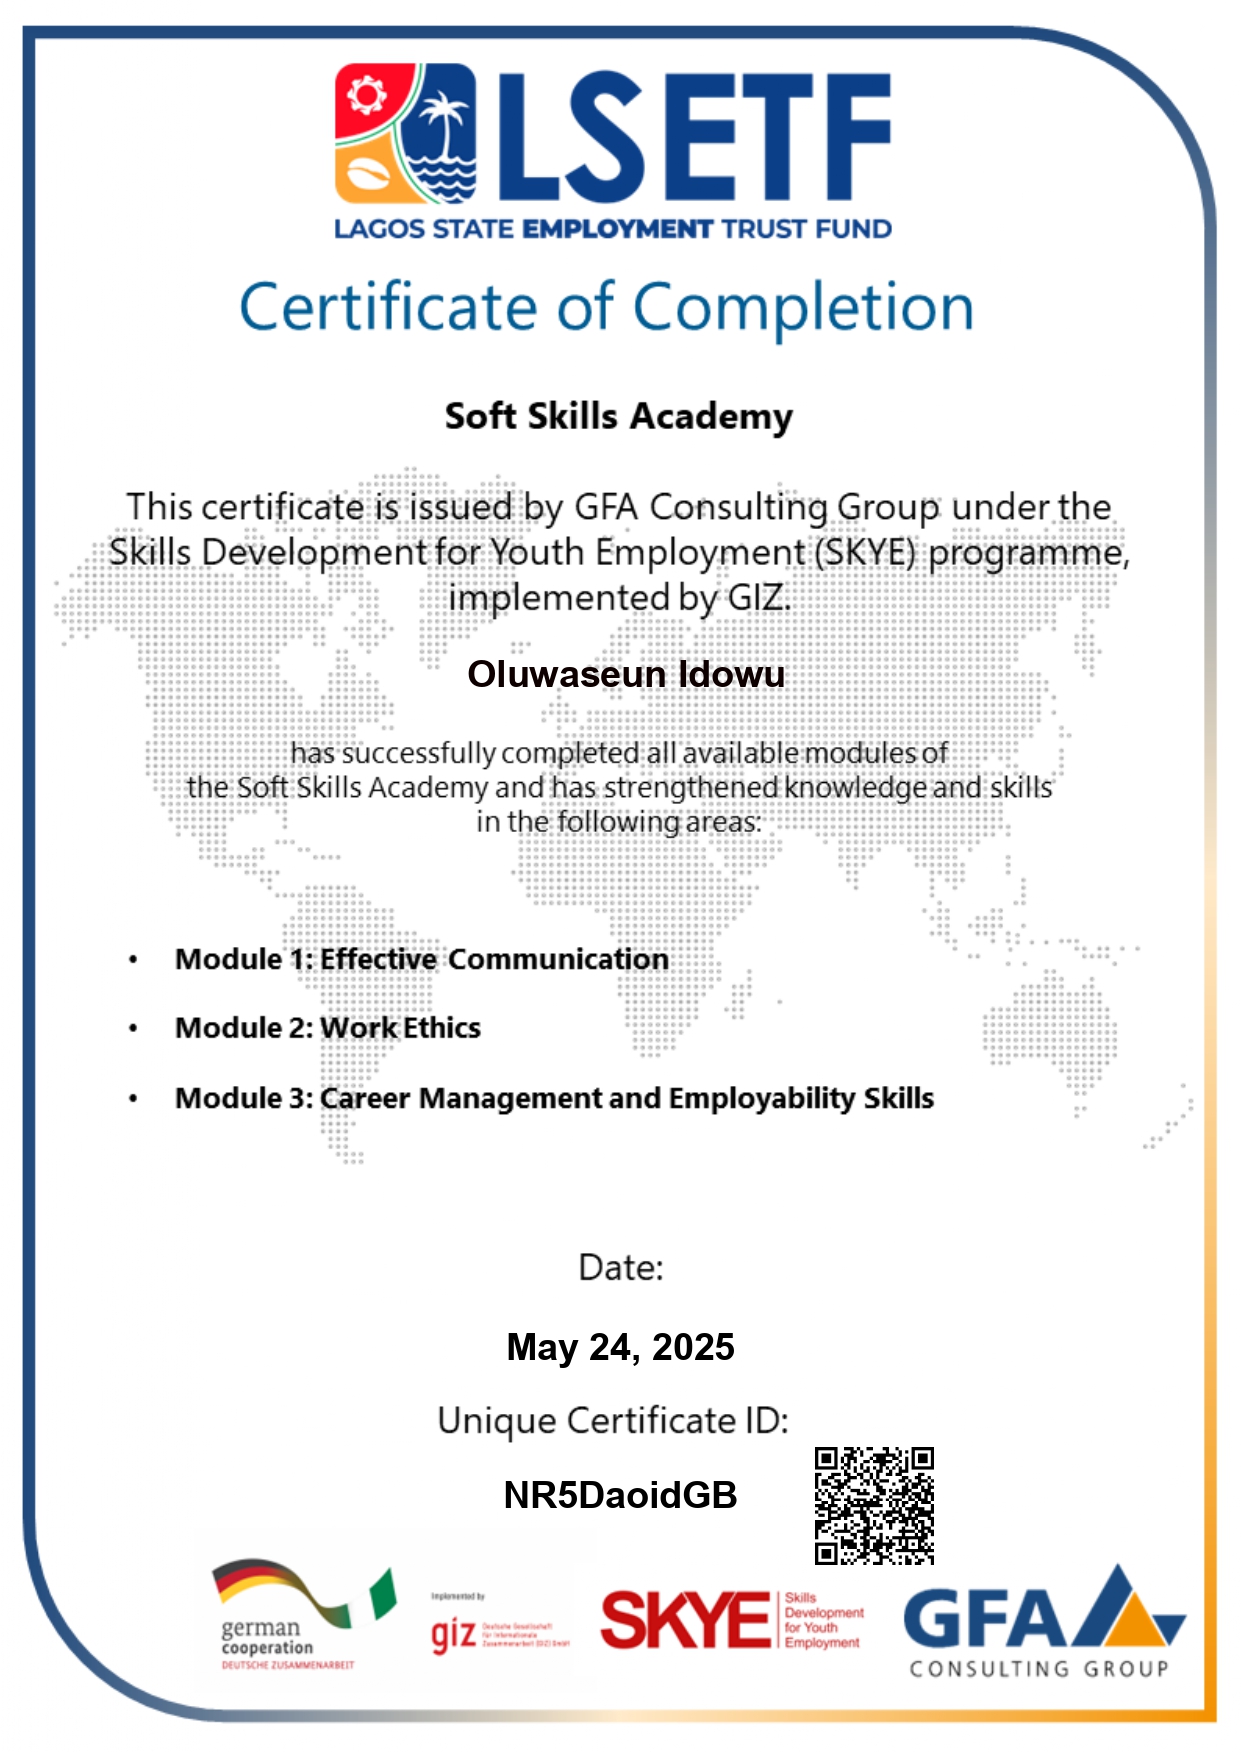 LSETF
LAGOS STATE EMPLOYMENT TRUST FUND
Certificate of Completion
Soft Skills Academy
This certificate is issued by GFA Consulting Group under the
Skills Development for Youth Employment (SKYE) programme,
implemented by GIZ.
Oluwaseun Idowu
has successfully completed all available modules of
the Soft Skills Academy and has strengthened knowledge and skills
in the following areas:
• Module 1: Effective Communication
• Module 2: Work Ethics
• Module 3: Career Management and Employability Skills
Date:
May 24, 2025
Unique Certificate ID:
NR5DaoidGB
german
cooperation
DEUTSCHE ZUSAMMENARBEIT
Implemented by
giz
Deutsche Gesellschaft
für Internationale
Zusammenarbeit (GIZ) GmbH
SKYE
Skills
Development
for Youth
Employment
GFA
CONSULTING GROUP